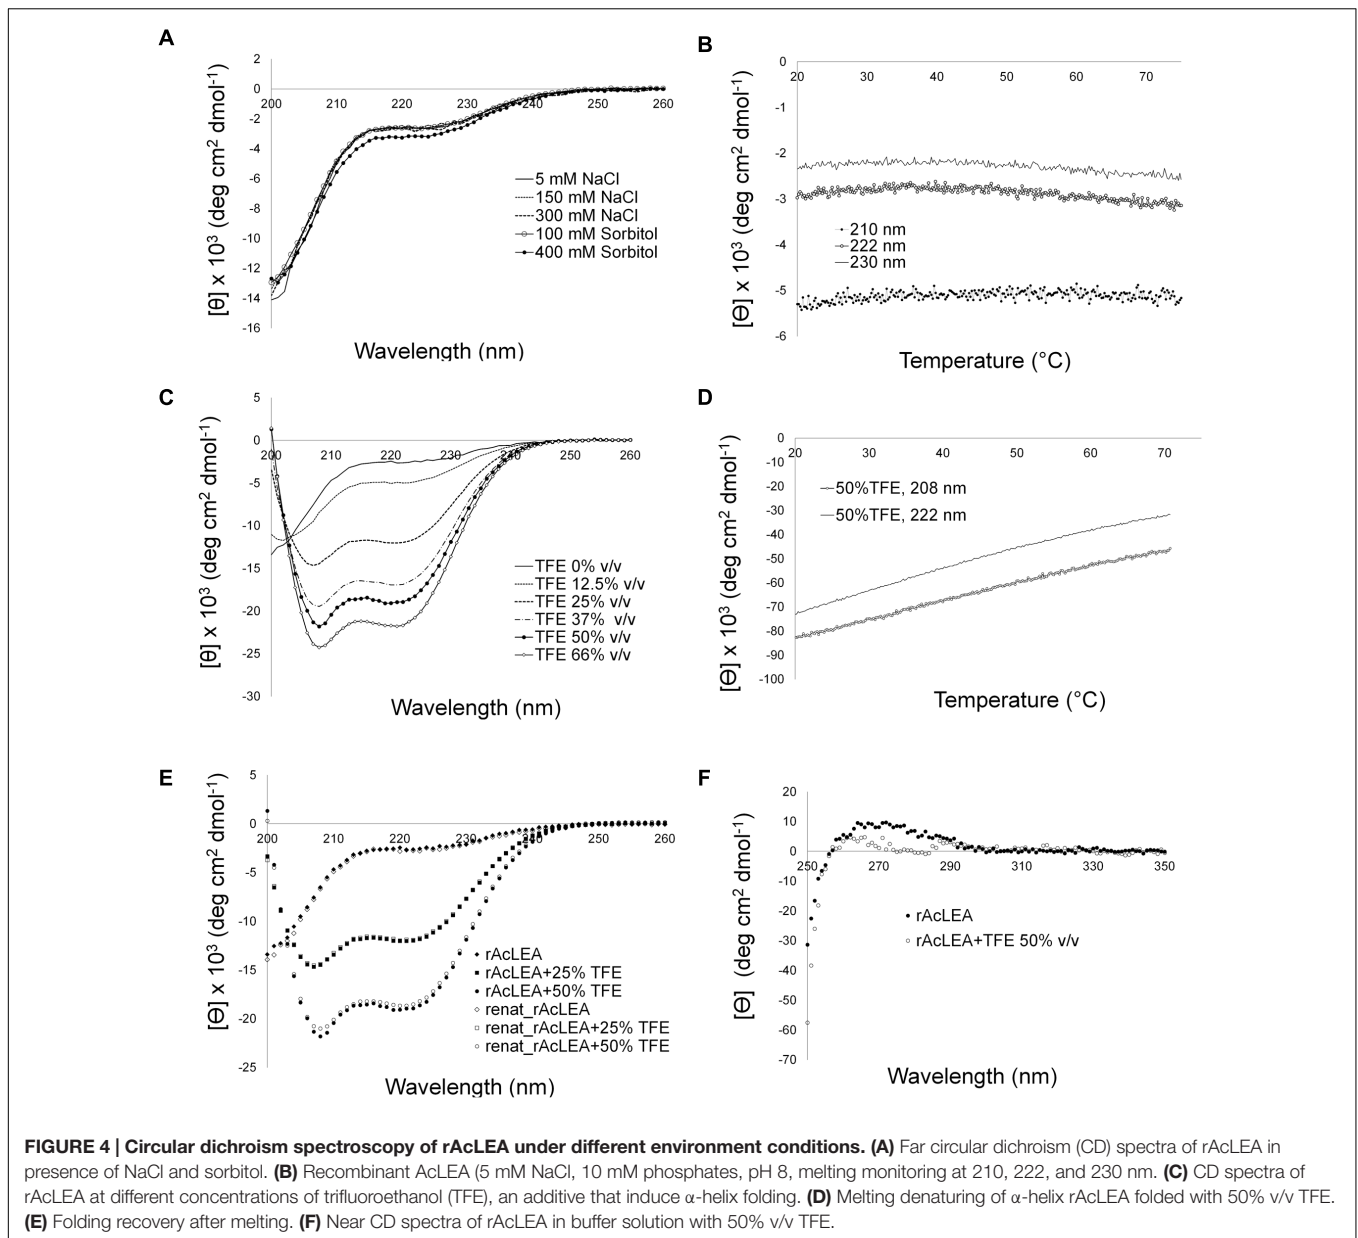 A
2
0
-2
-4
-6
-8
-10
-12
-14
-16
200 210 220 230 240 250 260
[θ] x 10³ (deg cm² dmol⁻¹)
Wavelength (nm)
5 mM NaCl
150 mM NaCl
300 mM NaCl
100 mM Sorbitol
400 mM Sorbitol
B
0
-1
-2
-3
-4
-5
-6
20 30 40 50 60 70
[Θ] x 10³ (deg cm² dmol⁻¹)
Temperature (°C)
210 nm
222 nm
230 nm
C
5
0
-5
-10
-15
-20
-25
-30
200 210 220 230 240 250 260
[θ] x 10³ (deg cm² dmol⁻¹)
Wavelength (nm)
TFE 0% v/v
TFE 12.5% v/v
TFE 25% v/v
TFE 37% v/v
TFE 50% v/v
TFE 66% v/v
D
0
-10
-20
-30
-40
-50
-60
-70
-80
-90
-100
20 30 40 50 60 70
[Θ] x 10³ (deg cm² dmol⁻¹)
Temperature (°C)
50%TFE, 208 nm
50%TFE, 222 nm
E
5
0
-5
-10
-15
-20
-25
200 210 220 230 240 250 260
[Θ] x 10³ (deg cm² dmol⁻¹)
Wavelength (nm)
rAcLEA
rAcLEA+25% TFE
rAcLEA+50% TFE
renat_rAcLEA
renat_rAcLEA+25% TFE
renat_rAcLEA+50% TFE
F
20
10
0
-10
-20
-30
-40
-50
-60
-70
250 270 290 310 330 350
[Θ] (deg cm² dmol⁻¹)
Wavelength (nm)
rAcLEA
rAcLEA+TFE 50% v/v
FIGURE 4 | Circular dichroism spectroscopy of rAcLEA under different environment conditions. (A) Far circular dichroism (CD) spectra of rAcLEA in
presence of NaCl and sorbitol. (B) Recombinant AcLEA (5 mM NaCl, 10 mM phosphates, pH 8, melting monitoring at 210, 222, and 230 nm. (C) CD spectra of
rAcLEA at different concentrations of trifluoroethanol (TFE), an additive that induce α-helix folding. (D) Melting denaturing of α-helix rAcLEA folded with 50% v/v TFE.
(E) Folding recovery after melting. (F) Near CD spectra of rAcLEA in buffer solution with 50% v/v TFE.